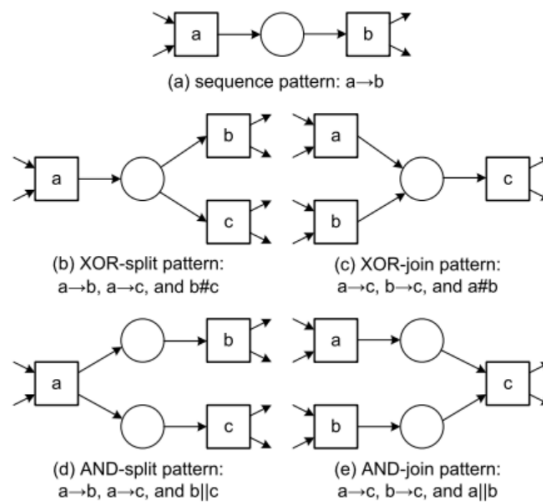 a
b
(a) sequence pattern: a→b
a
b
c
(b) XOR-split pattern:
a→b, a→c, and b#c
a
b
c
(c) XOR-join pattern:
a→c, b→c, and a#b
a
b
c
(d) AND-split pattern:
a→b, a→c, and b||c
a
b
c
(e) AND-join pattern:
a→c, b→c, and a||b